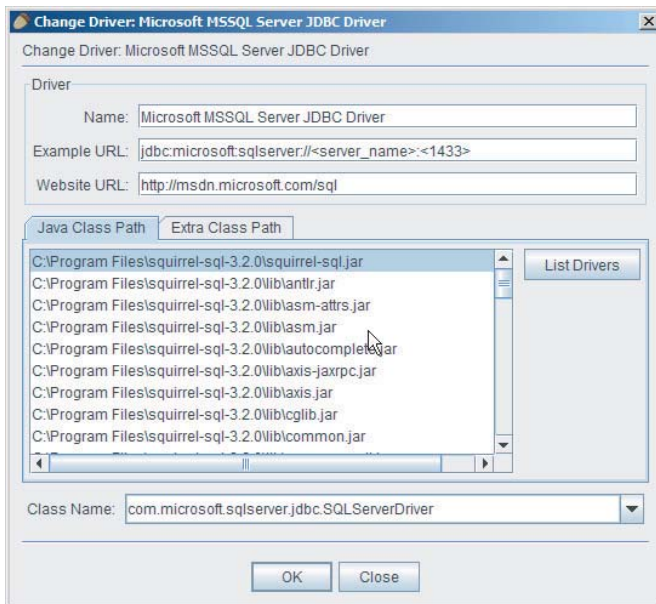 Change Driver: Microsoft MSSQL Server JDBC Driver
Change Driver: Microsoft MSSQL Server JDBC Driver
Driver
Name: Microsoft MSSQL Server JDBC Driver
Example URL: jdbc:microsoft:sqlserver://<server_name>:<1433>
Website URL: http://msdn.microsoft.com/sql
Java Class Path Extra Class Path
C:\Program Files\squirrel-sql-3.2.0\squirrel-sql.jar
List Drivers
C:\Program Files\squirrel-sql-3.2.0\lib\antlr.jar
C:\Program Files\squirrel-sql-3.2.0\lib\asm-attrs.jar
C:\Program Files\squirrel-sql-3.2.0\lib\asm.jar
C:\Program Files\squirrel-sql-3.2.0\lib\autocomplete.jar
C:\Program Files\squirrel-sql-3.2.0\lib\axis-jaxrpc.jar
C:\Program Files\squirrel-sql-3.2.0\lib\axis.jar
C:\Program Files\squirrel-sql-3.2.0\lib\cglib.jar
C:\Program Files\squirrel-sql-3.2.0\lib\common.jar
Class Name: com.microsoft.sqlserver.jdbc.SQLServerDriver
OK Close